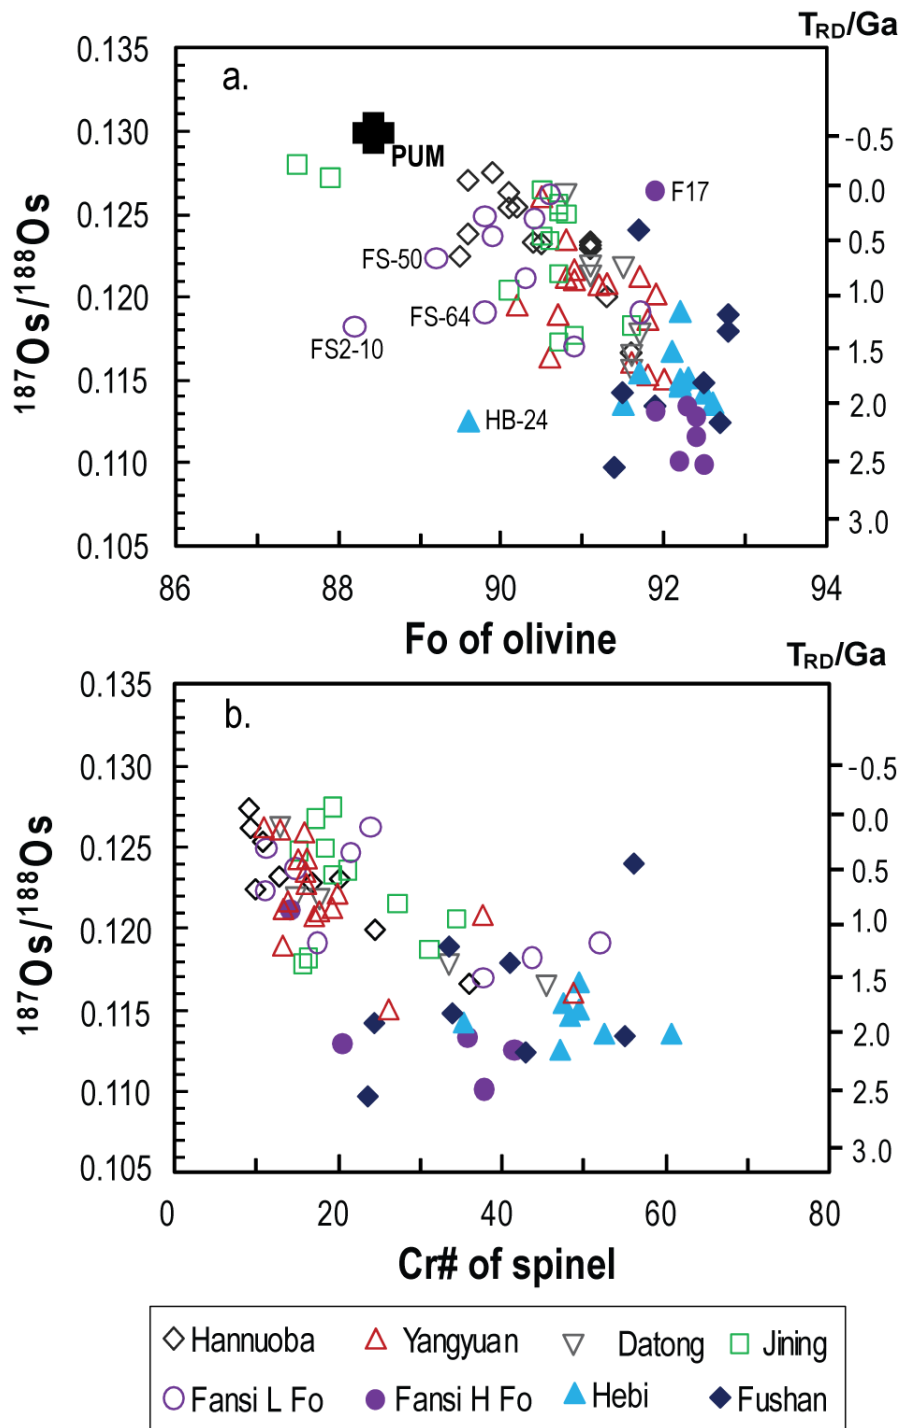 TRD/Ga
a.
0.135
0.130
0.125
0.120
0.115
0.110
0.105
187Os/188Os
PUM
F17
FS-50
FS-64
FS2-10
HB-24
-0.5
0.0
0.5
1.0
1.5
2.0
2.5
3.0
86
88
90
92
94
Fo of olivine
TRD/Ga
b.
0.135
0.130
0.125
0.120
0.115
0.110
0.105
187Os/188Os
-0.5
0.0
0.5
1.0
1.5
2.0
2.5
3.0
0
20
40
60
80
Cr# of spinel
Hannuoba
Yangyuan
Datong
Jining
Fansi L Fo
Fansi H Fo
Hebi
Fushan